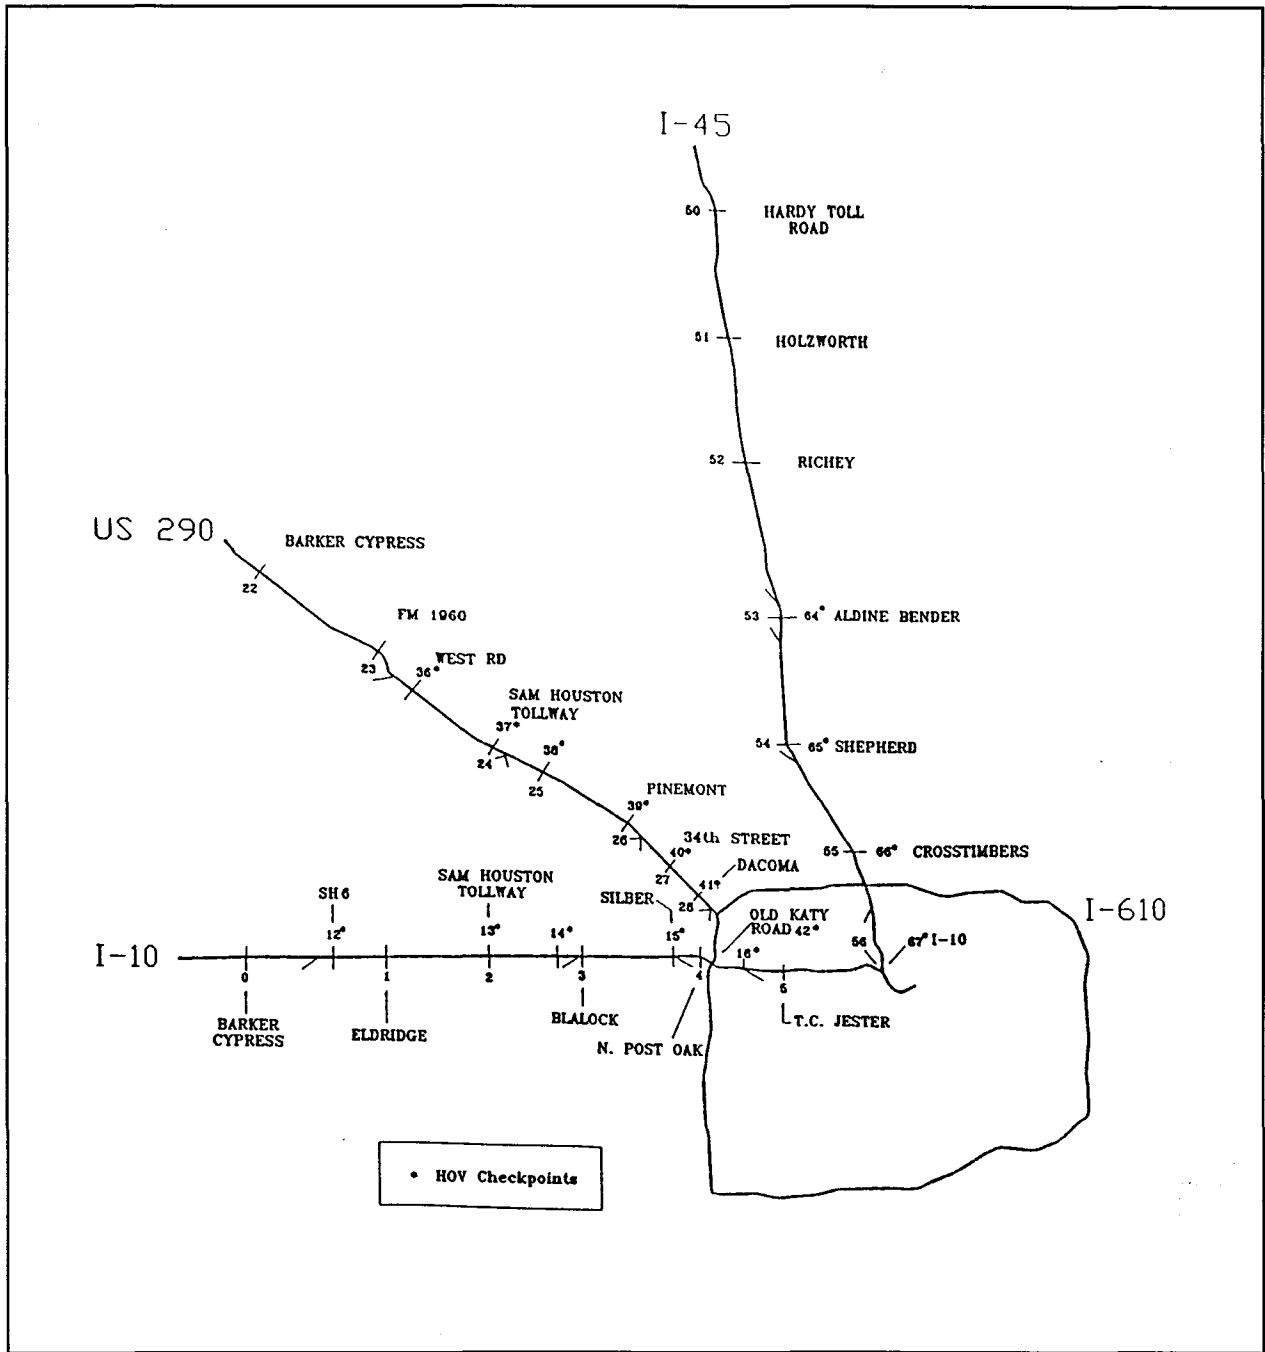 I-45
50
HARDY TOLL
ROAD
51
HOLZWORTH
52
RICHEY
US 290
BARKER CYPRESS
22
FM 1960
53
64* ALDINE BENDER
23
36*
WEST RD
SAM HOUSTON
TOLLWAY
37*
24
38*
25
54
65* SHEPHERD
PINEMONT
39*
26
34th STREET
40*
27
DACOMA
41*
28
55
66* CROSSTIMBERS
I-610
SAM HOUSTON
TOLLWAY
SH 6
SILBER
OLD KATY
ROAD 42*
I-10
12*
13*
14*
15*
16*
56
67* I-10
0
1
2
3
4
5
BARKER
CYPRESS
ELDRIDGE
BLALOCK
N. POST OAK
T.C. JESTER
* HOV Checkpoints